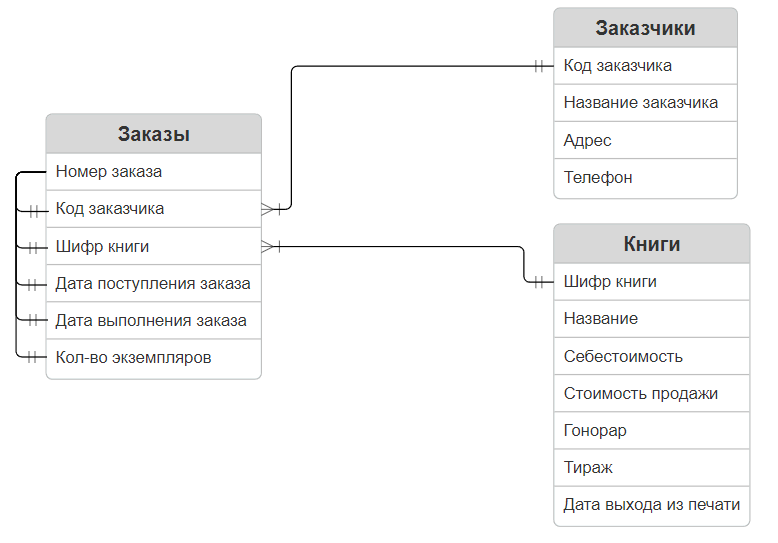 Заказчики
Код заказчика
Название заказчика
Адрес
Телефон
Заказы
Номер заказа
Код заказчика
Шифр книги
Дата поступления заказа
Дата выполнения заказа
Кол-во экземпляров
Книги
Шифр книги
Название
Себестоимость
Стоимость продажи
Гонорар
Тираж
Дата выхода из печати